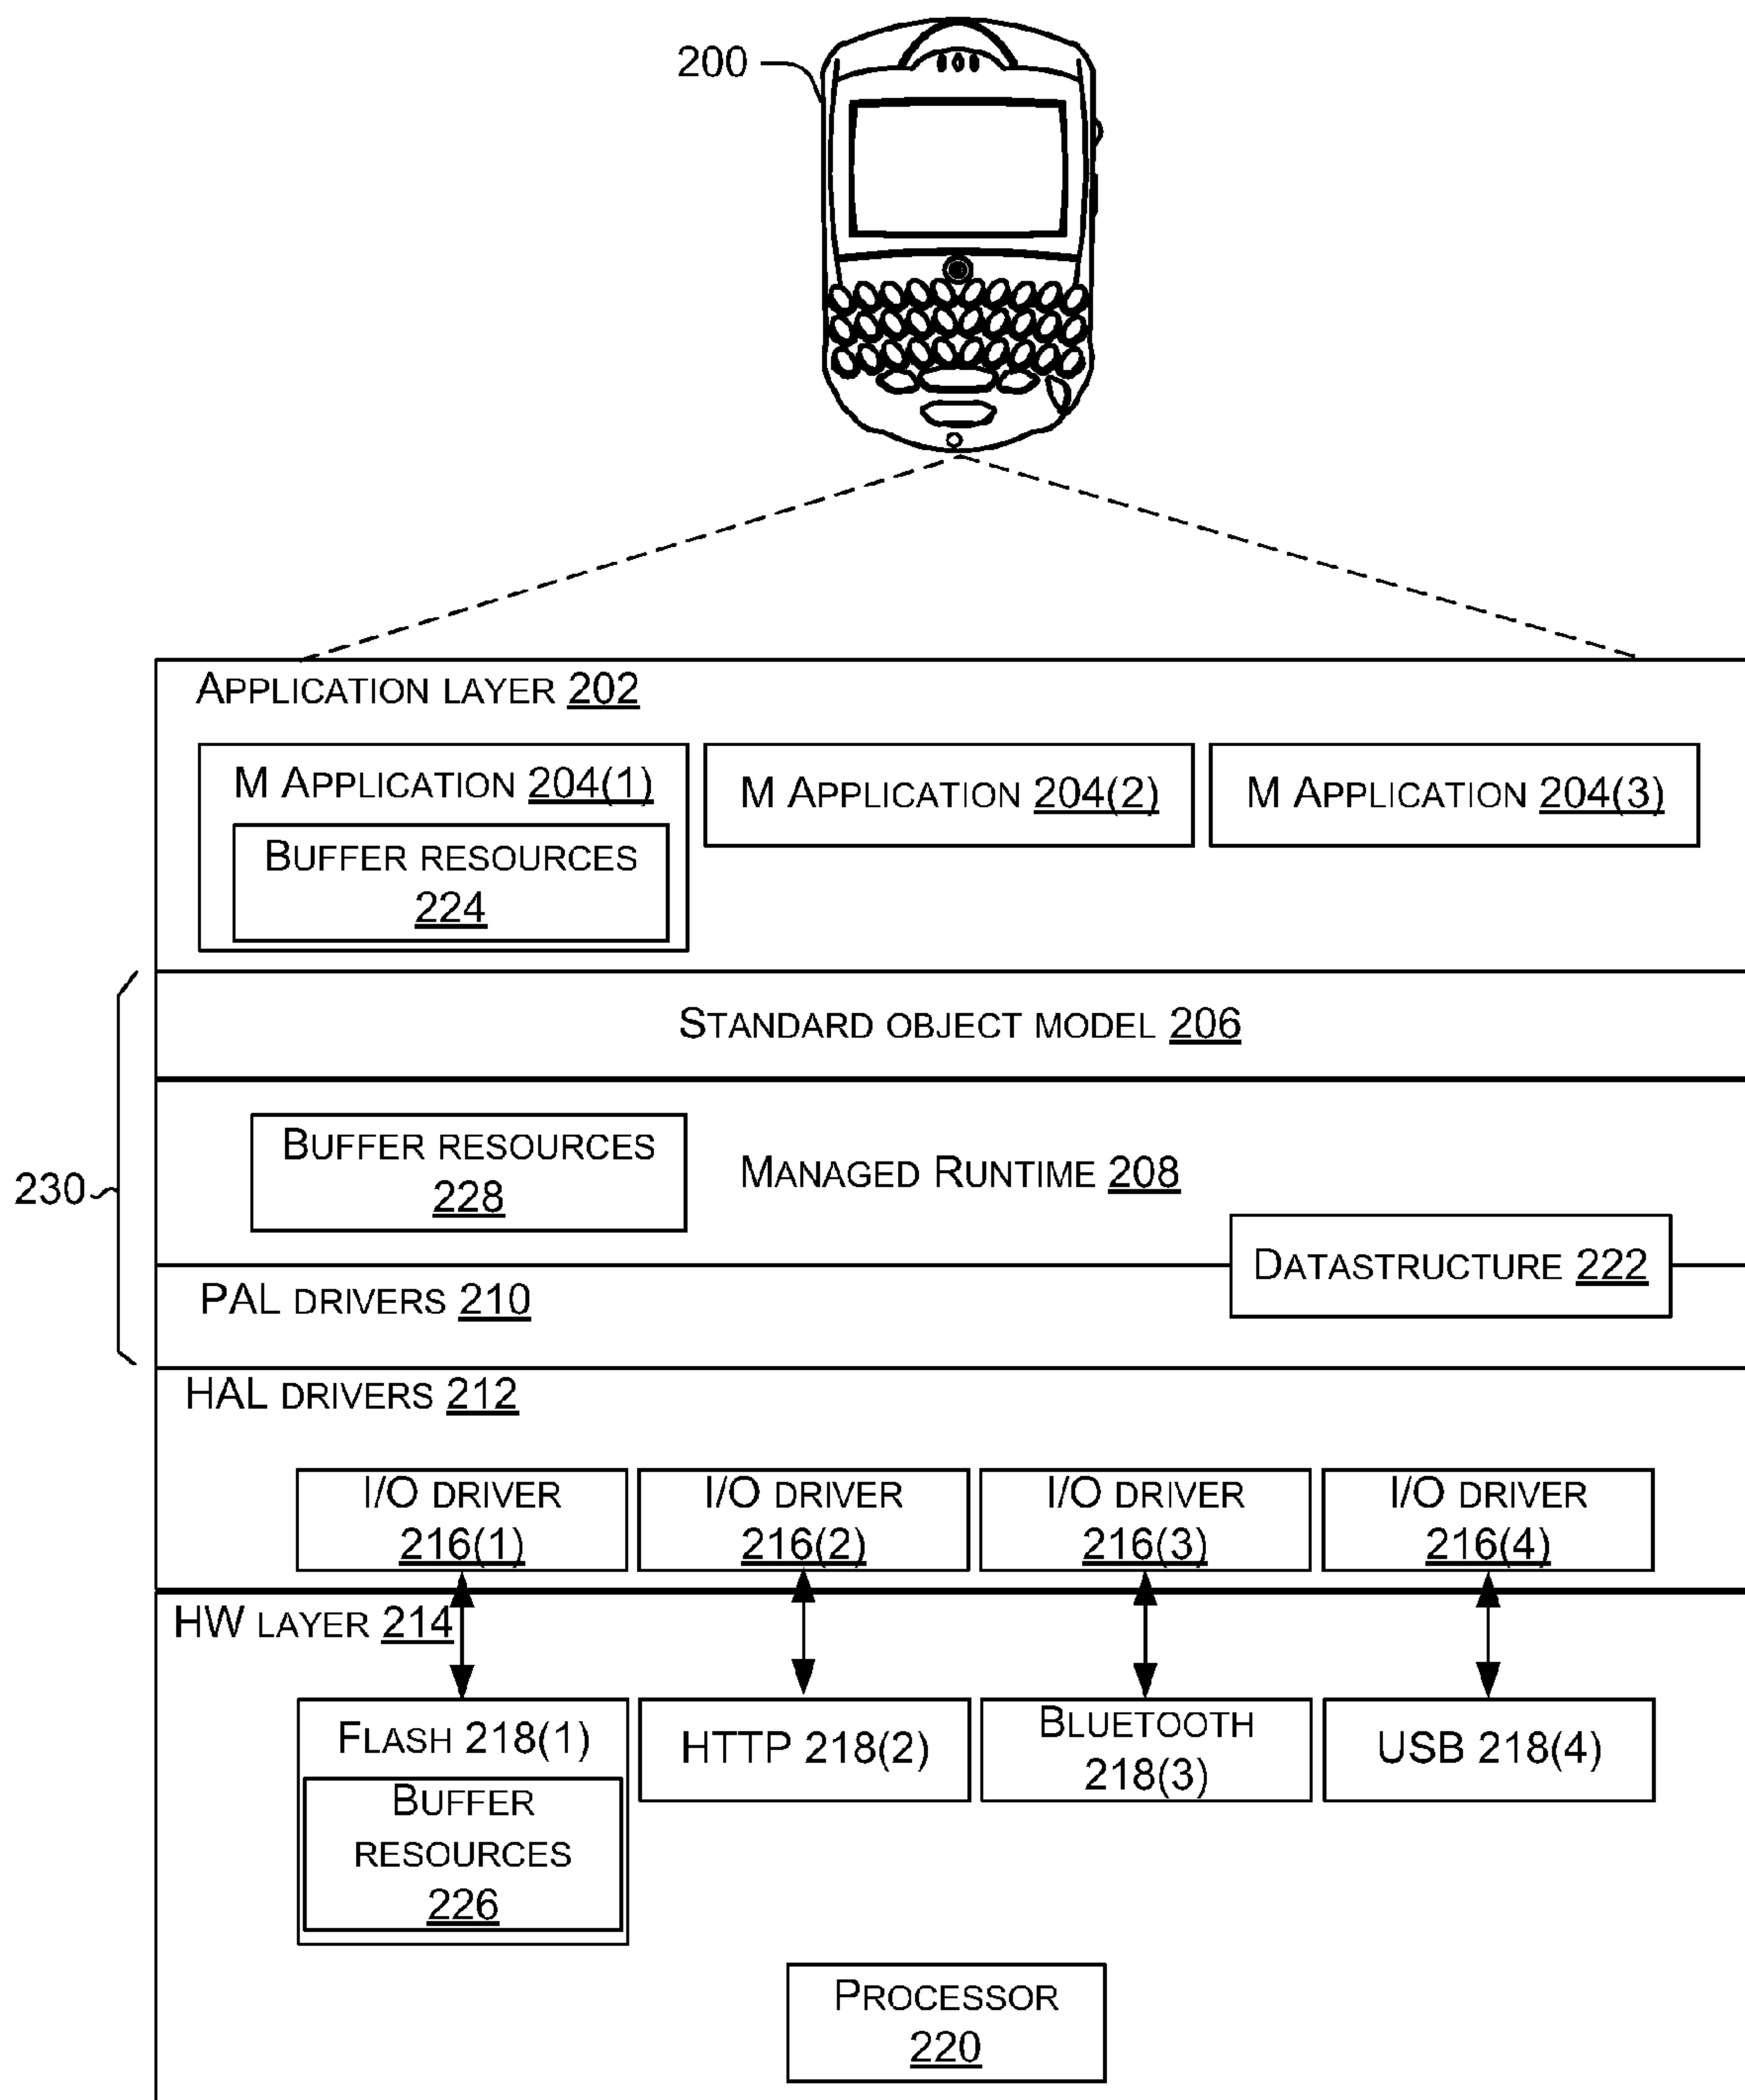 200
APPLICATION LAYER 202
M APPLICATION 204(1)
M APPLICATION 204(2)
M APPLICATION 204(3)
BUFFER RESOURCES
224
STANDARD OBJECT MODEL 206
230
BUFFER RESOURCES
228
MANAGED RUNTIME 208
DATASTRUCTURE 222
PAL DRIVERS 210
HAL DRIVERS 212
I/O DRIVER
216(1)
I/O DRIVER
216(2)
I/O DRIVER
216(3)
I/O DRIVER
216(4)
HW LAYER 214
FLASH 218(1)
BUFFER
RESOURCES
226
HTTP 218(2)
BLUETOOTH
218(3)
USB 218(4)
PROCESSOR
220